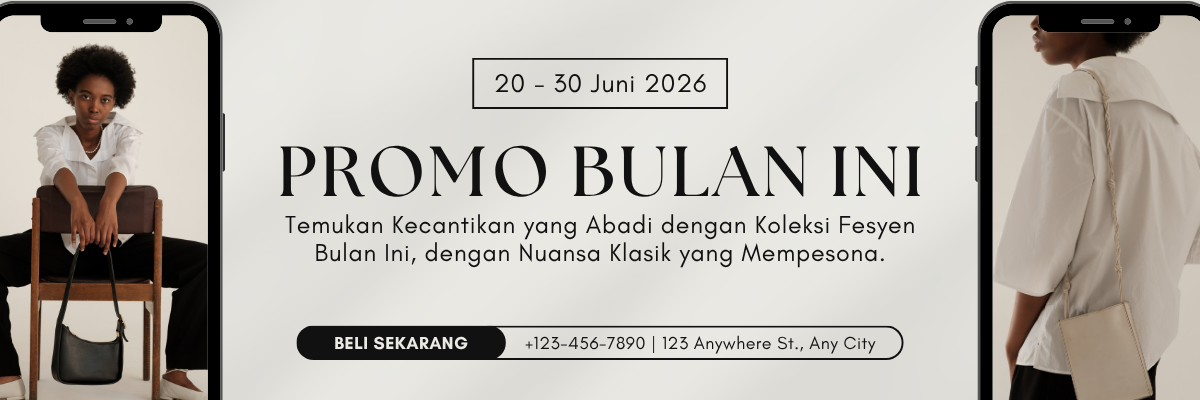 20 - 30 Juni 2026
PROMO BULAN INI
Temukan Kecantikan yang Abadi dengan Koleksi Fesyen
Bulan Ini, dengan Nuansa Klasik yang Mempesona.
BELI SEKARANG
+123-456-7890 | 123 Anywhere St., Any City